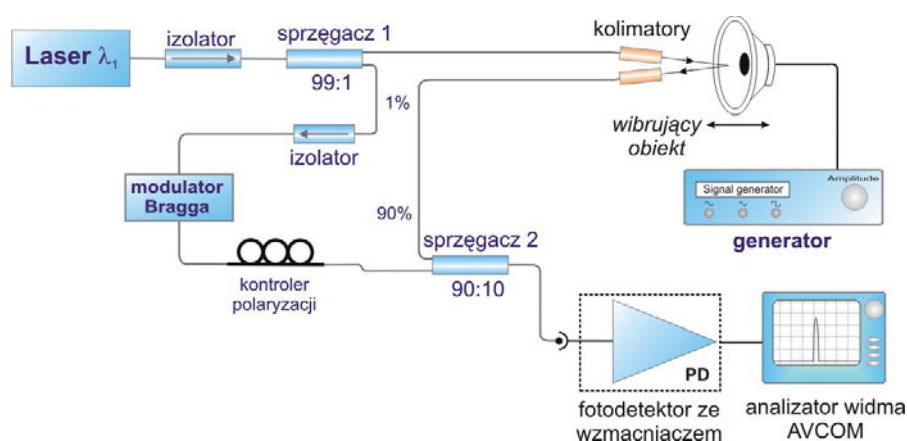 Laser λ1
izolator
sprzęgacz 1
99:1
1%
kolimatory
wibrujący
obiekt
izolator
modulator
Bragga
Signal generator
Amplitude
generator
90%
sprzęgacz 2
90:10
kontroler
polaryzacji
PD
fotodetektor ze
wzmacniaczem
analizator widma
AVCOM